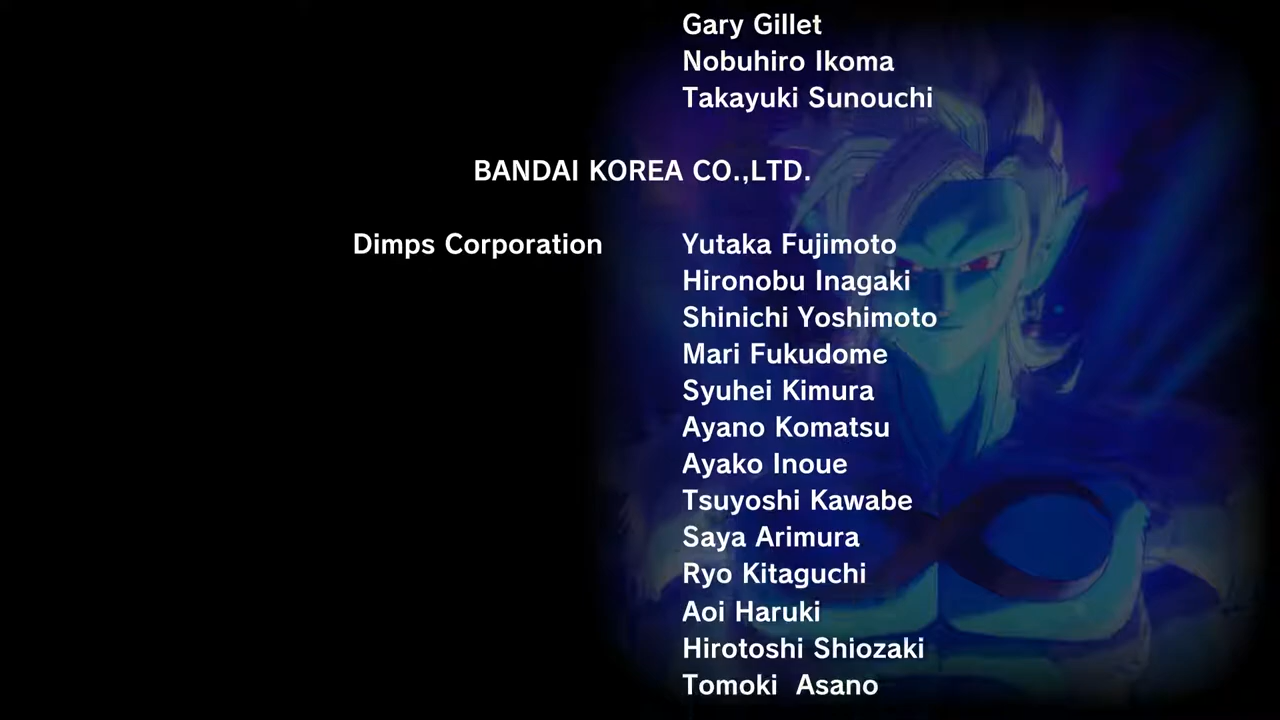 Gary Gillet
Nobuhiro Ikoma
Takayuki Sunouchi
BANDAI KOREA CO.,LTD.
Dimps Corporation Yutaka Fujimoto
Hironobu Inagaki
Shinichi Yoshimoto
Mari Fukudome
Syuhei Kimura
Ayano Komatsu
Ayako Inoue
Tsuyoshi Kawabe
Saya Arimura
Ryo Kitaguchi
Aoi Haruki
Hirotoshi Shiozaki
Tomoki  Asano